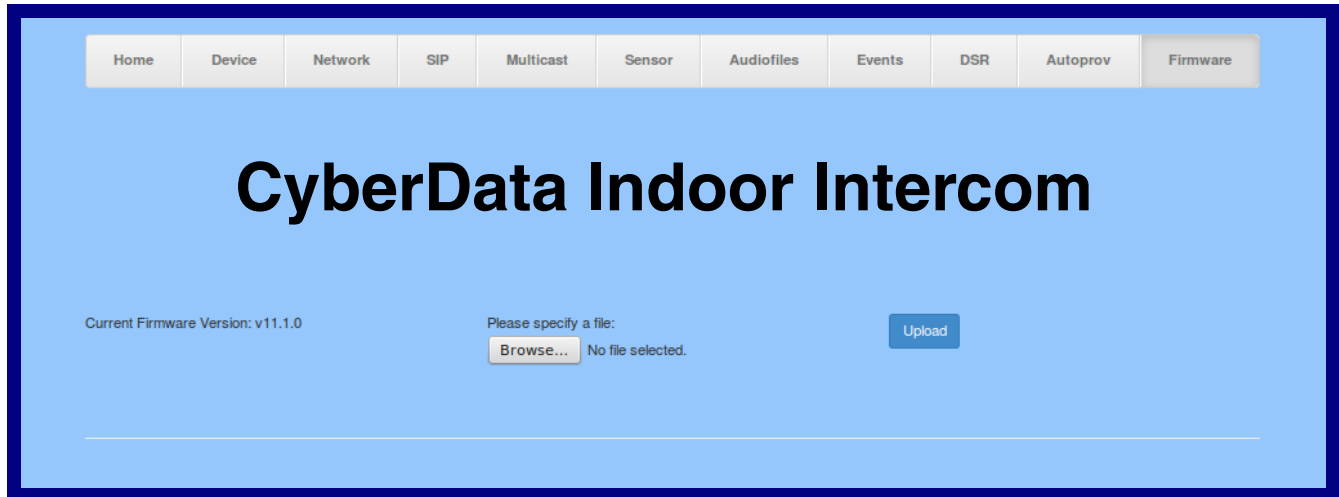 Home Device Network SIP Multicast Sensor Audiofiles Events DSR Autoprov Firmware
CyberData Indoor Intercom
Current Firmware Version: v11.1.0
Please specify a file:
Browse... No file selected.
Upload